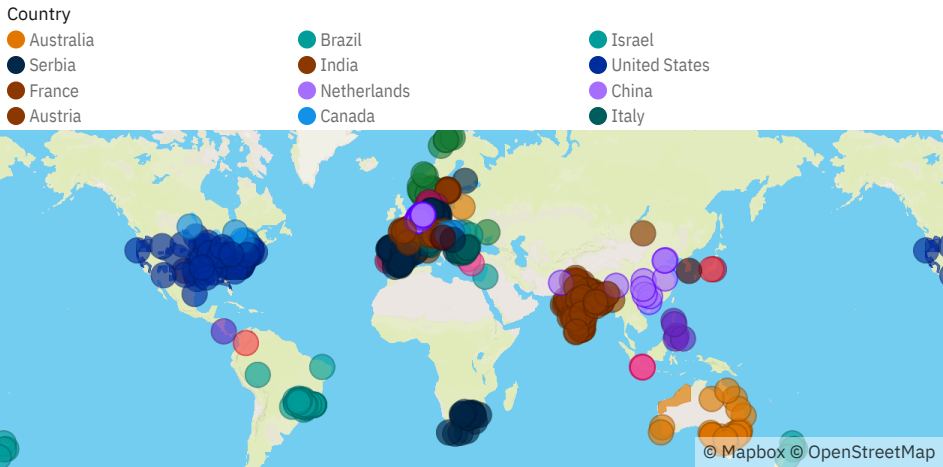 Country
Australia
Brazil
Israel
Serbia
India
United States
France
Netherlands
China
Austria
Canada
Italy
© Mapbox © OpenStreetMap